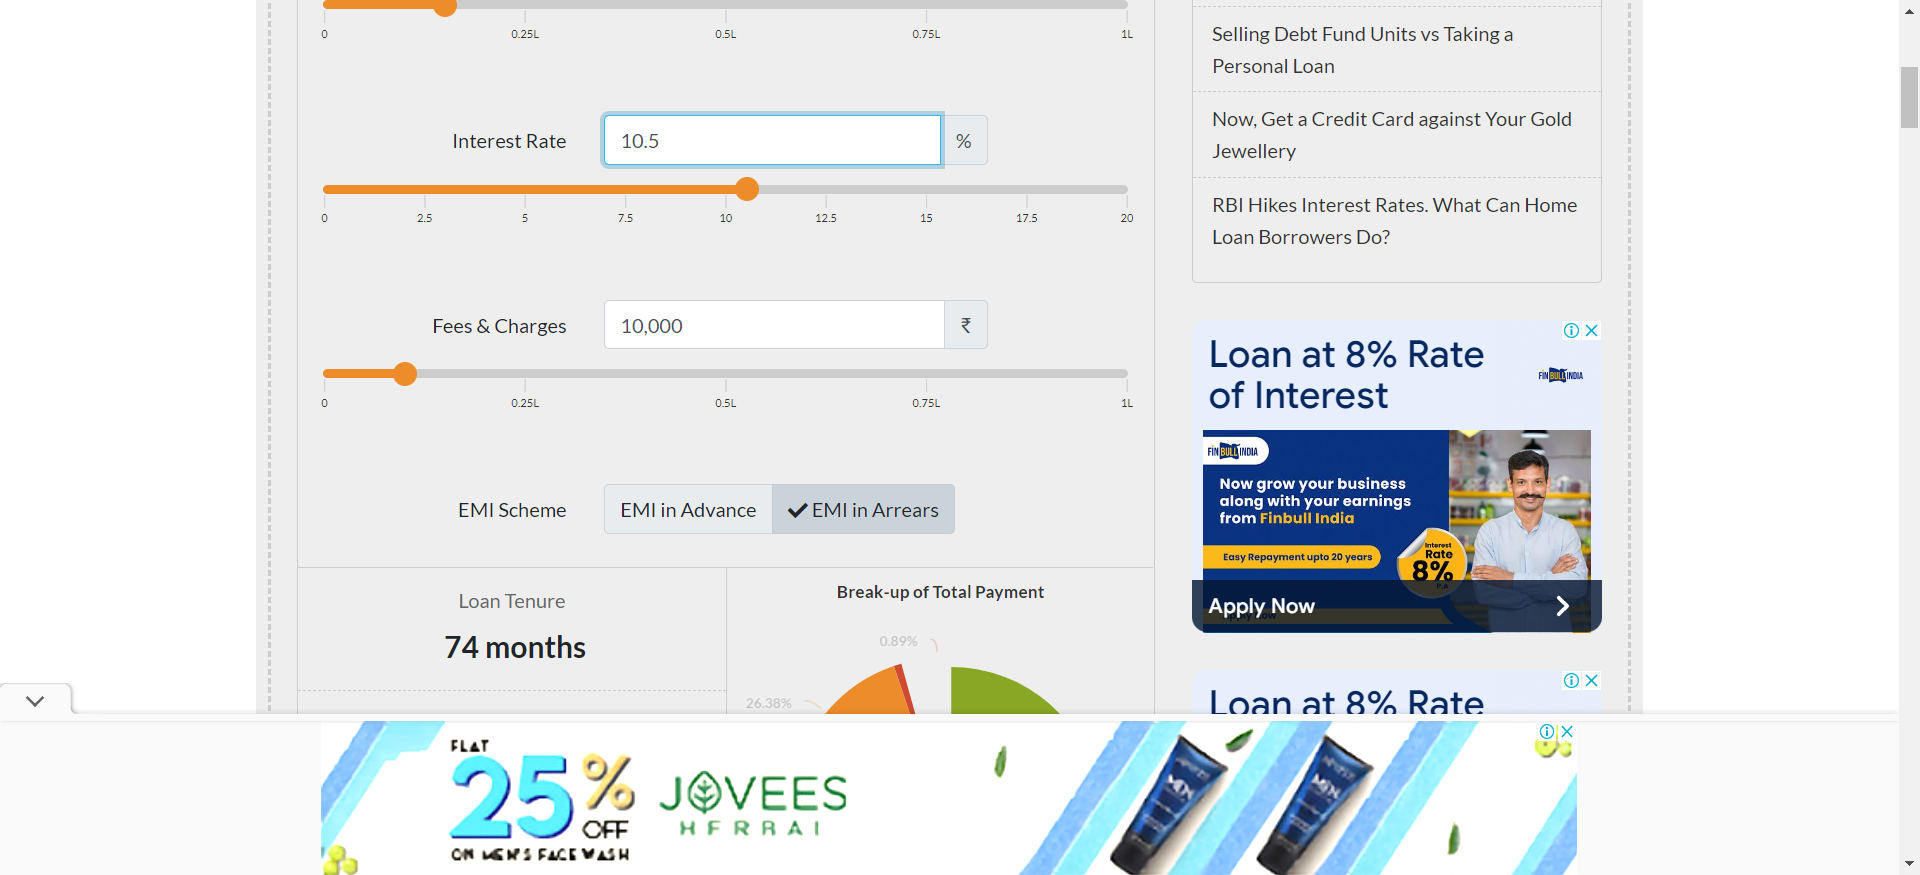 0 0.25L 0.5L 0.75L 1L
Interest Rate 10.5 %
0 2.5 5 7.5 10 12.5 15 17.5 20
Fees & Charges 10,000 ₹
0 0.25L 0.5L 0.75L 1L
EMI Scheme EMI in Advance EMI in Arrears
Loan Tenure
74 months
Break-up of Total Payment
0.89%
26.38%
Selling Debt Fund Units vs Taking a
Personal Loan
Now, Get a Credit Card against Your Gold
Jewellery
RBI Hikes Interest Rates. What Can Home
Loan Borrowers Do?
Loan at 8% Rate
of Interest
FINBULLINDIA
FINBULLINDIA
Now grow your business
along with your earnings
from Finbull India
Easy Repayment upto 20 years
Interest
Rate
8%
P.A
Apply Now
Loan at 8% Rate
FLAT
25%
OFF
ON MEN'S FACE WASH
JOVEES
HERBAL
MEN
MEN